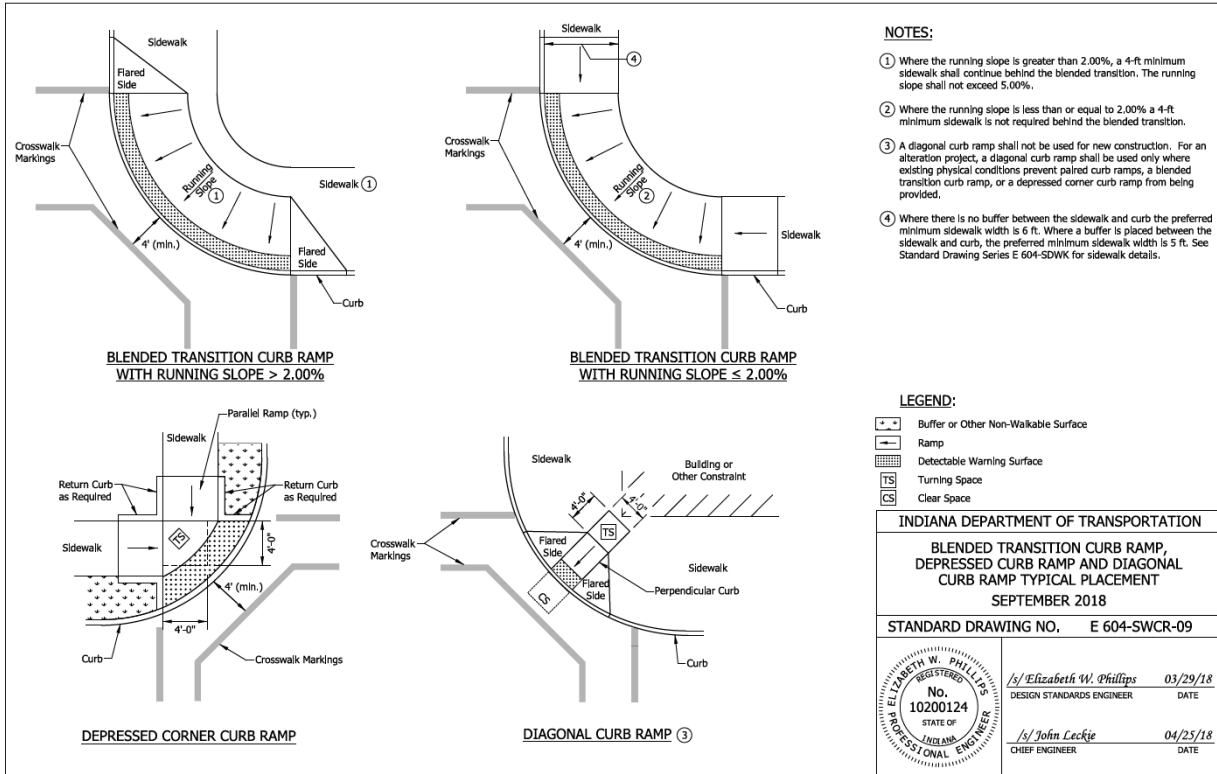 Sidewalk
Flared
Side
Crosswalk
Markings
Running
Slope
①
Sidewalk ①
4' (min.)
Flared
Side
Curb
BLENDED TRANSITION CURB RAMP
WITH RUNNING SLOPE > 2.00%
Sidewalk
④
Running
Slope
②
4' (min.)
Sidewalk
Curb
BLENDED TRANSITION CURB RAMP
WITH RUNNING SLOPE ≤ 2.00%
NOTES:
① Where the running slope is greater than 2.00%, a 4-ft minimum
sidewalk shall continue behind the blended transition. The running
slope shall not exceed 5.00%.
② Where the running slope is less than or equal to 2.00% a 4-ft
minimum sidewalk is not required behind the blended transition.
③ A diagonal curb ramp shall not be used for new construction. For an
alteration project, a diagonal curb ramp shall be used only where
existing physical conditions prevent paired curb ramps, a blended
transition curb ramp, or a depressed corner curb ramp from being
provided.
④ Where there is no buffer between the sidewalk and curb the preferred
minimum sidewalk width is 6 ft. Where a buffer is placed between the
sidewalk and curb, the preferred minimum sidewalk width is 5 ft. See
Standard Drawing Series E 604-SDWK for sidewalk details.
Parallel Ramp (typ.)
Sidewalk
Return Curb
as Required
Return Curb
as Required
TS
Sidewalk
4'-0"
4' (min.)
4'-0"
Curb
Crosswalk Markings
DEPRESSED CORNER CURB RAMP
Sidewalk
Building or
Other Constraint
4'-0"
4'-0"
TS
Crosswalk
Markings
Flared
Side
Sidewalk
Flared
Side
Perpendicular Curb
CS
Curb
DIAGONAL CURB RAMP ③
LEGEND:
Buffer or Other Non-Walkable Surface
Ramp
Detectable Warning Surface
TS Turning Space
CS Clear Space
INDIANA DEPARTMENT OF TRANSPORTATION
BLENDED TRANSITION CURB RAMP,
DEPRESSED CURB RAMP AND DIAGONAL
CURB RAMP TYPICAL PLACEMENT
SEPTEMBER 2018
STANDARD DRAWING NO. E 604-SWCR-09
ELIZABETH W. PHILLIPS
REGISTERED
No.
10200124
STATE OF
INDIANA
PROFESSIONAL ENGINEER
/s/ Elizabeth W. Phillips 03/29/18
DESIGN STANDARDS ENGINEER DATE
/s/ John Leckie 04/25/18
CHIEF ENGINEER DATE